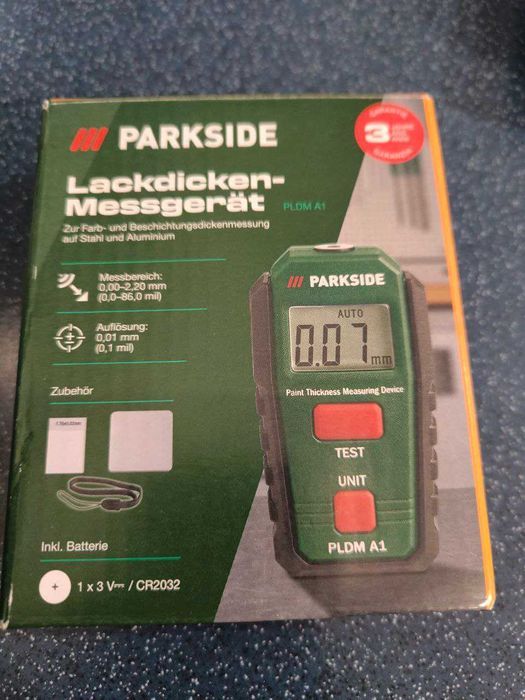 PARKSIDE
GARANTIE
3
Lackdicken-
Messgerät PLDM A1
Zur Farb- und Beschichtungsdickenmessung
auf Stahl und Aluminium
Messbereich:
0,00–2,20 mm
(0,0–86,0 mil)
Auflösung:
0,01 mm
(0,1 mil)
Zubehör
Inkl. Batterie
1 x 3 V⎓ / CR2032
PARKSIDE
AUTO
0.07 mm
Paint Thickness Measuring Device
TEST
UNIT
PLDM A1